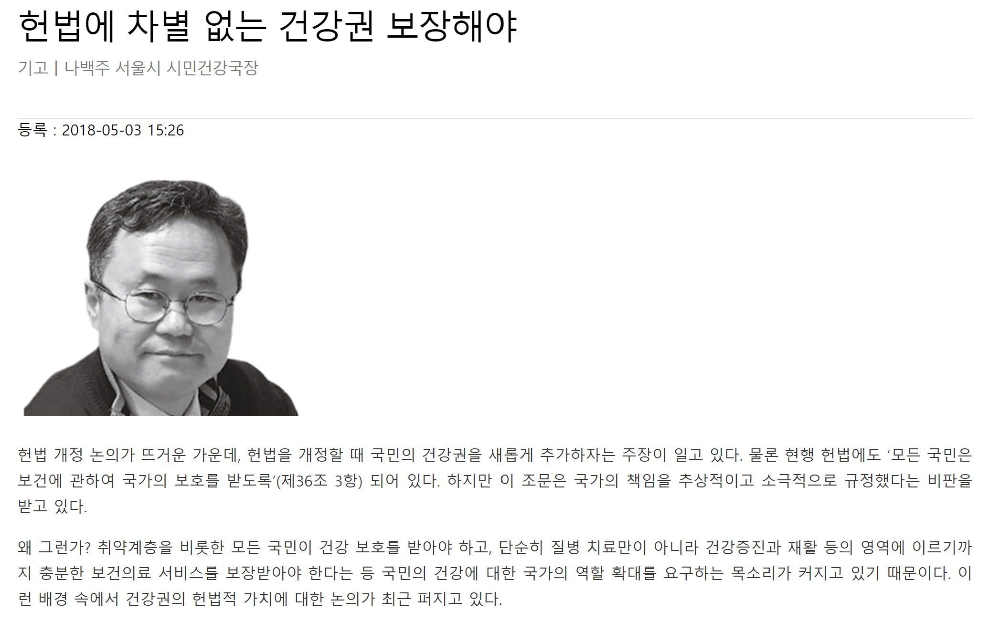 헌법에 차별 없는 건강권 보장해야
기고 | 나백주 서울시 시민건강국장
등록 : 2018-05-03 15:26
헌법 개정 논의가 뜨거운 가운데, 헌법을 개정할 때 국민의 건강권을 새롭게 추가하자는 주장이 일고 있다. 물론 현행 헌법에도 ‘모든 국민은
보건에 관하여 국가의 보호를 받도록’(제36조 3항) 되어 있다. 하지만 이 조문은 국가의 책임을 추상적이고 소극적으로 규정했다는 비판을
받고 있다.
왜 그런가? 취약계층을 비롯한 모든 국민이 건강 보호를 받아야 하고, 단순히 질병 치료만이 아니라 건강증진과 재활 등의 영역에 이르기까
지 충분한 보건의료 서비스를 보장받아야 한다는 등 국민의 건강에 대한 국가의 역할 확대를 요구하는 목소리가 커지고 있기 때문이다. 이
런 배경 속에서 건강권의 헌법적 가치에 대한 논의가 최근 퍼지고 있다.